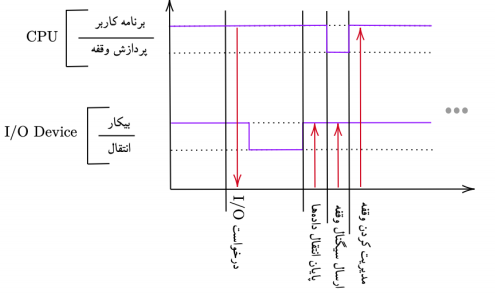 CPU
برنامه کاربر
پردازش وقفه
I/O Device
بیکار
انتقال
درخواست I/O
پایان انتقال داده‌ها
ارسال سیگنال وقفه
مدیریت کردن وقفه